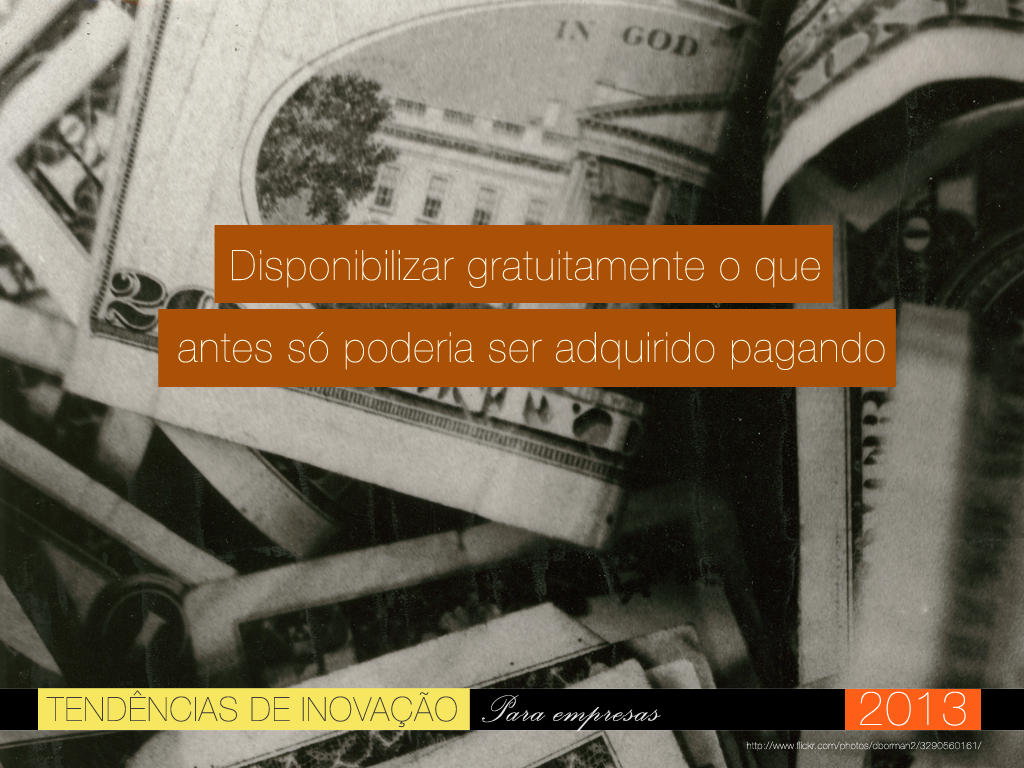 IN GOD
Disponibilizar gratuitamente o que
antes só poderia ser adquirido pagando
TENDÊNCIAS DE INOVAÇÃO Para empresas 2013
http://www.flickr.com/photos/doorman2/3290560161/